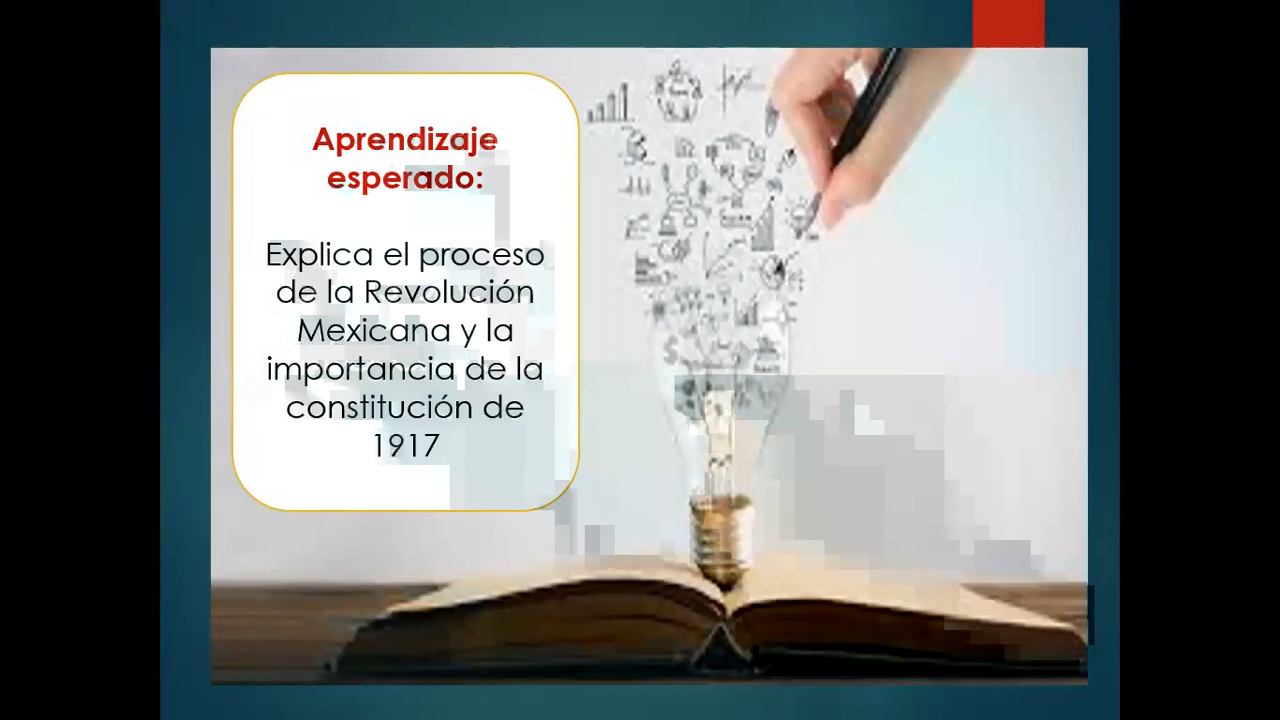 Aprendizaje
esperado:
Explica el proceso
de la Revolución
Mexicana y la
importancia de la
constitución de
1917